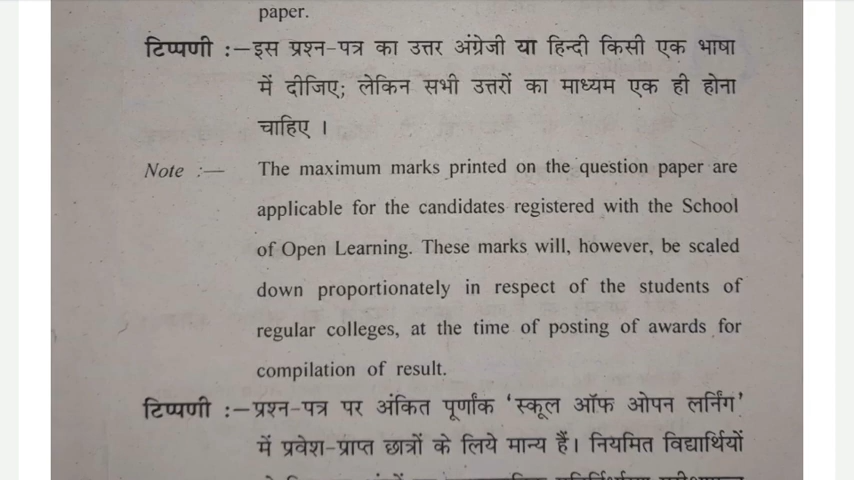 paper.
टिप्पणी :—इस प्रश्न-पत्र का उत्तर अंग्रेजी या हिन्दी किसी एक भाषा
में दीजिए; लेकिन सभी उत्तरों का माध्यम एक ही होना
चाहिए ।
Note :— The maximum marks printed on the question paper are
applicable for the candidates registered with the School
of Open Learning. These marks will, however, be scaled
down proportionately in respect of the students of
regular colleges, at the time of posting of awards for
compilation of result.
टिप्पणी :—प्रश्न-पत्र पर अंकित पूर्णांक ‘स्कूल ऑफ ओपन लर्निंग’
में प्रवेश-प्राप्त छात्रों के लिये मान्य हैं। नियमित विद्यार्थियों